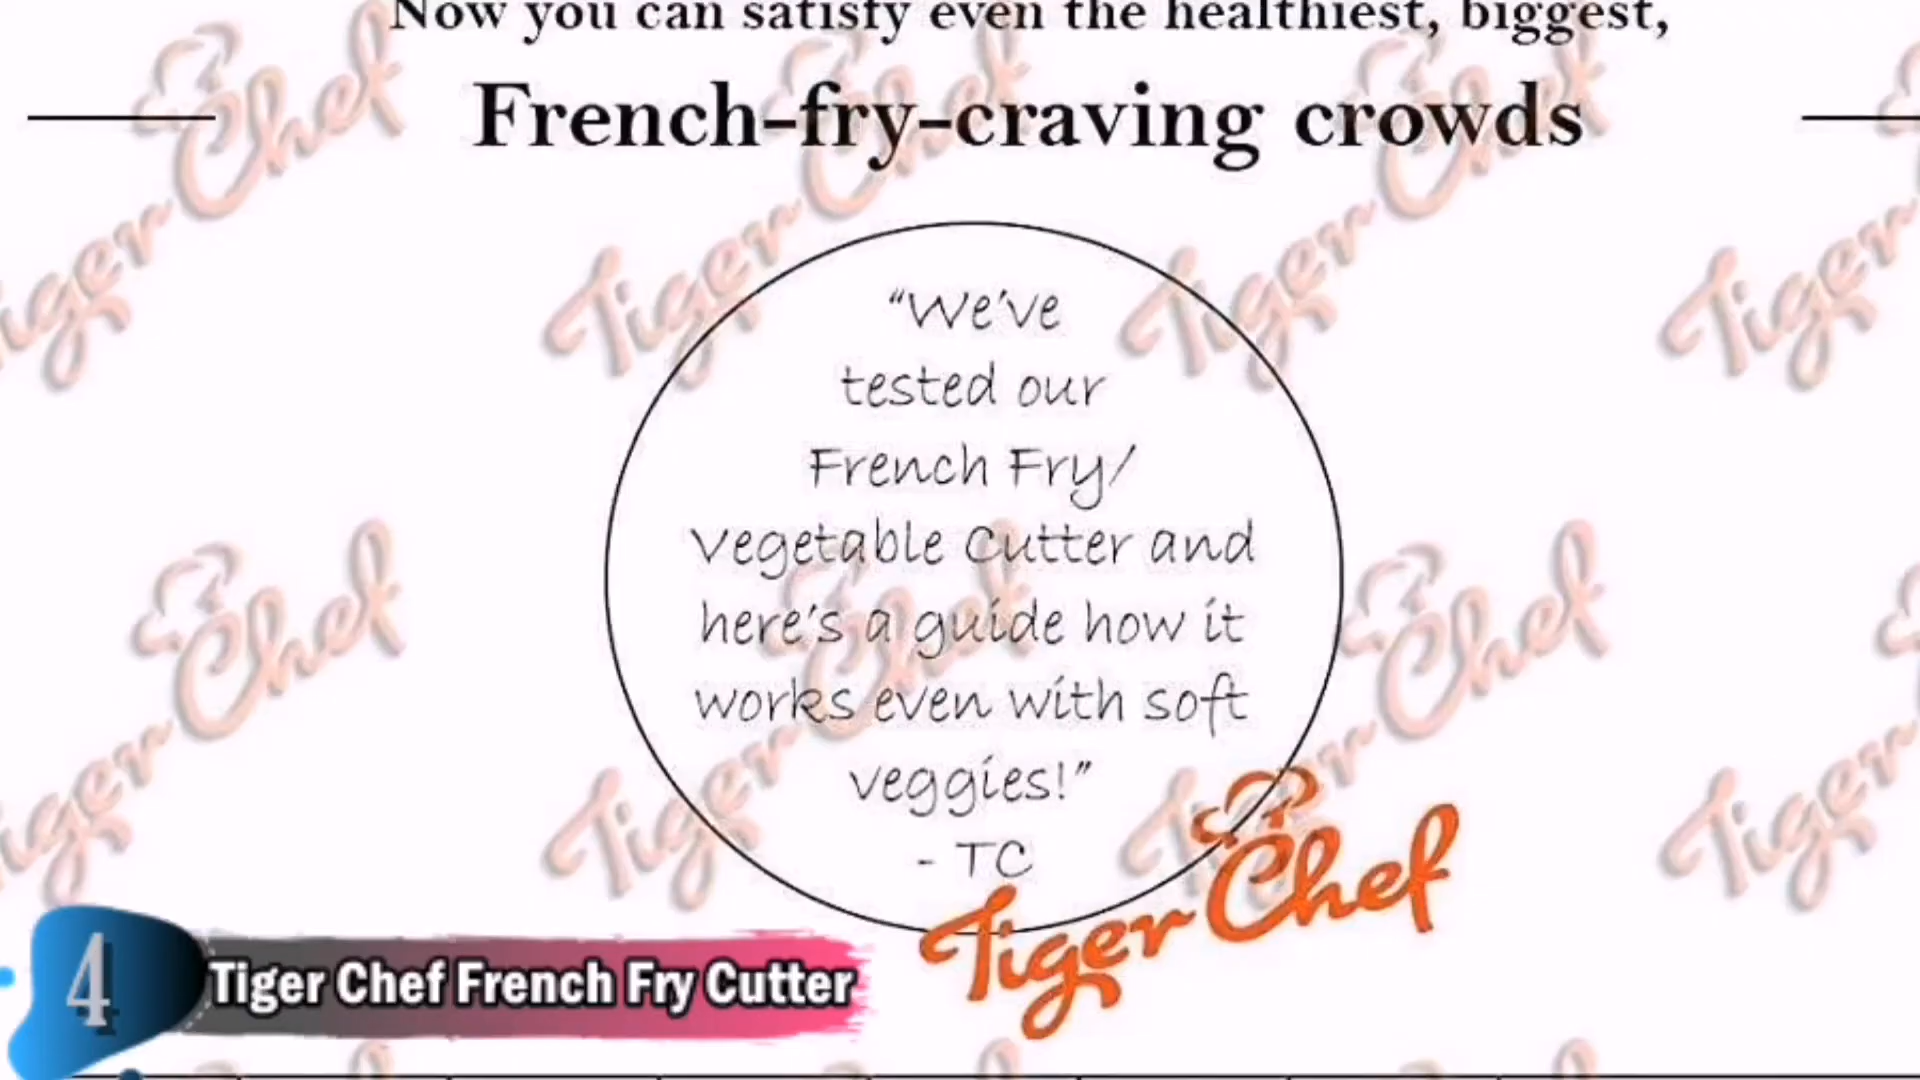 Now you can satisfy even the healthiest, biggest,
French-fry-craving crowds
“We’ve
tested our
French Fry/
Vegetable Cutter and
here’s a guide how it
works even with soft
veggies!”
- TC
Tiger Chef
4
Tiger Chef French Fry Cutter